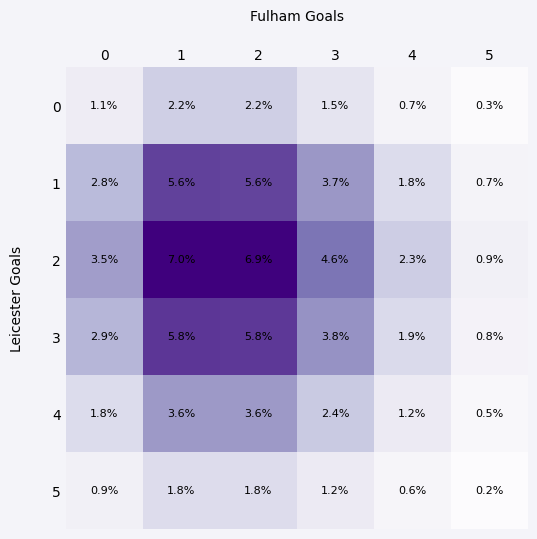 Fulham Goals
0 1 2 3 4 5
0 1.1% 2.2% 2.2% 1.5% 0.7% 0.3%
1 2.8% 5.6% 5.6% 3.7% 1.8% 0.7%
2 3.5% 7.0% 6.9% 4.6% 2.3% 0.9%
3 2.9% 5.8% 5.8% 3.8% 1.9% 0.8%
4 1.8% 3.6% 3.6% 2.4% 1.2% 0.5%
5 0.9% 1.8% 1.8% 1.2% 0.6% 0.2%
Leicester Goals